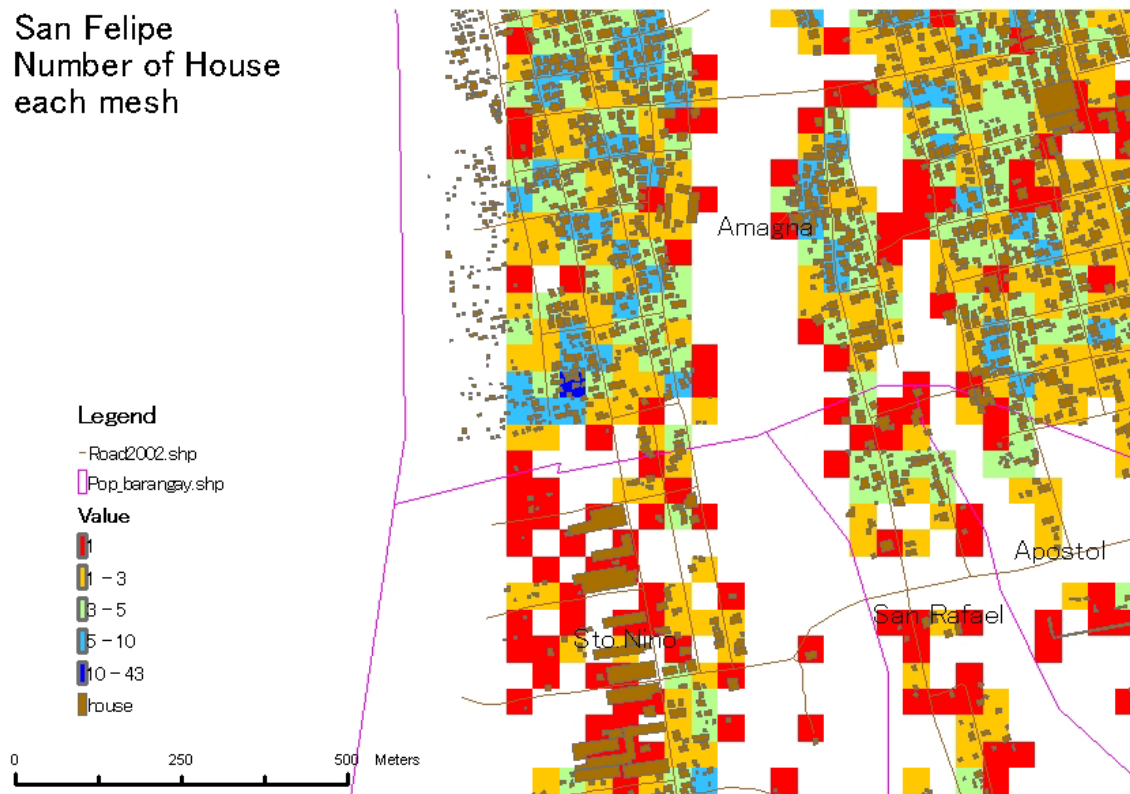 San Felipe
Number of House
each mesh
Amagna
Legend
Road2002.shp
Pop_barangay.shp
Value
1
1 - 3
3 - 5
5 - 10
10 - 43
house
Apostol
San Rafael
Sto.Nino
0 250 500 Meters